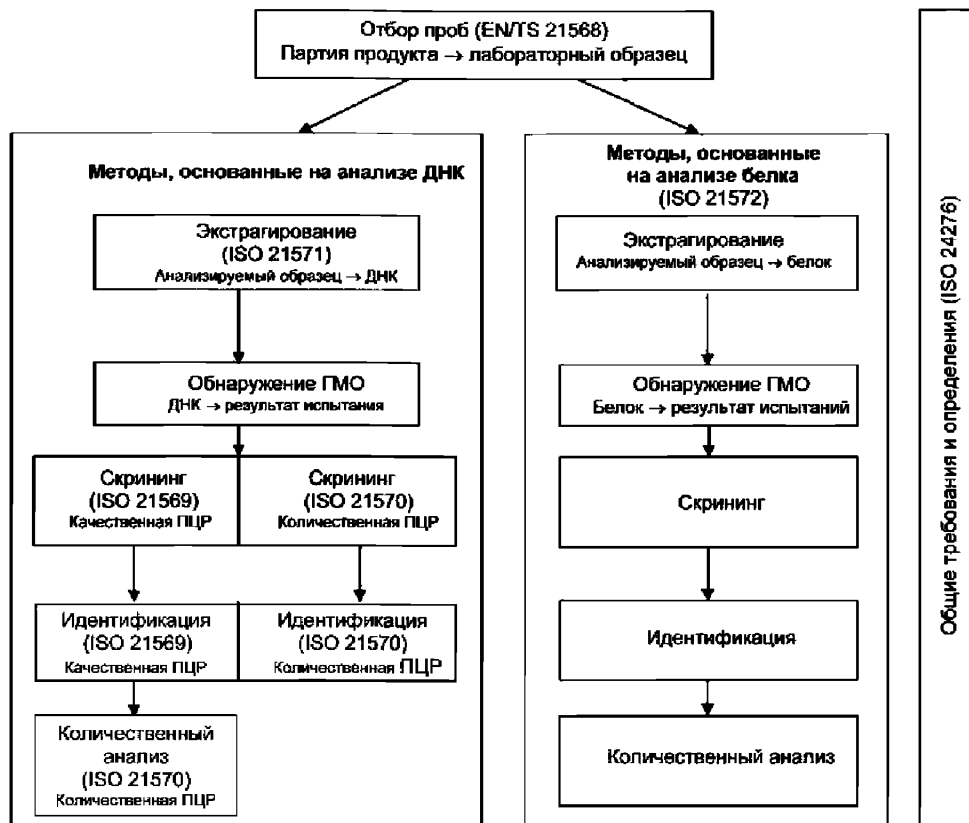 Отбор проб (EN/TS 21568)
Партия продукта → лабораторный образец
Методы, основанные на анализе ДНК
Экстрагирование
(ISO 21571)
Анализируемый образец → ДНК
Обнаружение ГМО
ДНК → результат испытания
Скрининг
(ISO 21569)
Качественная ПЦР
Скрининг
(ISO 21570)
Количественная ПЦР
Идентификация
(ISO 21569)
Качественная ПЦР
Идентификация
(ISO 21570)
Количественная ПЦР
Количественный
анализ
(ISO 21570)
Количественная ПЦР
Методы, основанные
на анализе белка
(ISO 21572)
Экстрагирование
Анализируемый образец → белок
Обнаружение ГМО
Белок → результат испытаний
Скрининг
Идентификация
Количественный анализ
Общие требования и определения (ISO 24276)